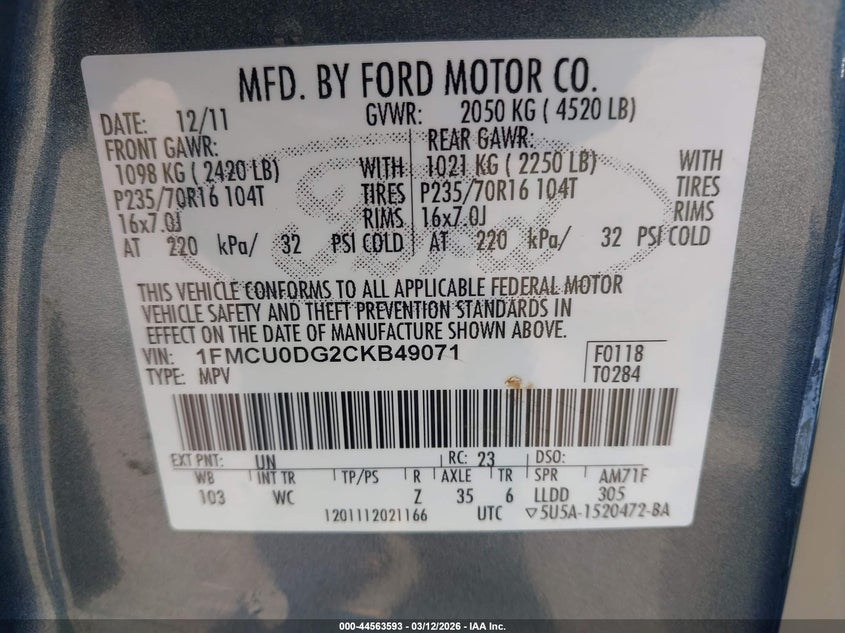 MFD. BY FORD MOTOR CO.
DATE: 12/11 GVWR: 2050 KG ( 4520 LB)
FRONT GAWR: REAR GAWR:
1098 KG ( 2420 LB) WITH 1021 KG ( 2250 LB) WITH
P235/70R16 104T TIRES P235/70R16 104T TIRES
16x7.0J RIMS 16x7.0J RIMS
AT 220 kPa/ 32 PSI COLD AT 220 kPa/ 32 PSI COLD
Ford
THIS VEHICLE CONFORMS TO ALL APPLICABLE FEDERAL MOTOR
VEHICLE SAFETY AND THEFT PREVENTION STANDARDS IN
EFFECT ON THE DATE OF MANUFACTURE SHOWN ABOVE.
VIN: 1FMCU0DG2CKB49071 F0118
TYPE: MPV T0284
EXT PNT: UN RC: 23 DSO:
WB INT TR TP/PS R AXLE TR SPR AM71F
103 WC Z 35 6 LLDD 305
1201112021166 UTC ▽5U5A-1520472-BA
000-44563593 - 03/12/2026 - IAA Inc.